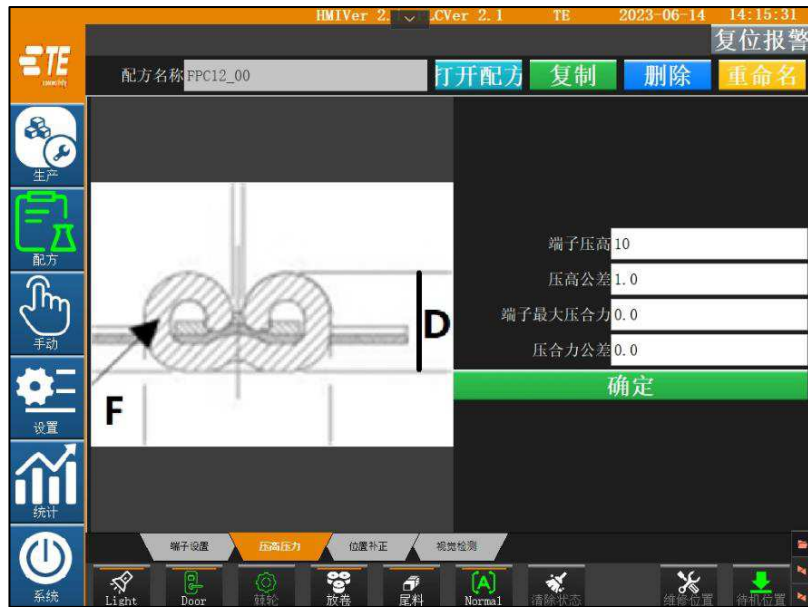 HMIVer 2. LCVer 2.1 TE 2023-06-14 14:15:31
复位报警
TE
配方名称 FPC12_00 打开配方 复制 删除 重命名
生产
配方
手动
设置
统计
系统
D
F
端子压高 10
压高公差 1.0
端子最大压合力 0.0
压合力公差 0.0
确定
端子设置 压高压力 位置补正 视觉检测
Light Door 棘轮 放卷 尾料 Normal 清除状态 维修位置 待机位置
(A)